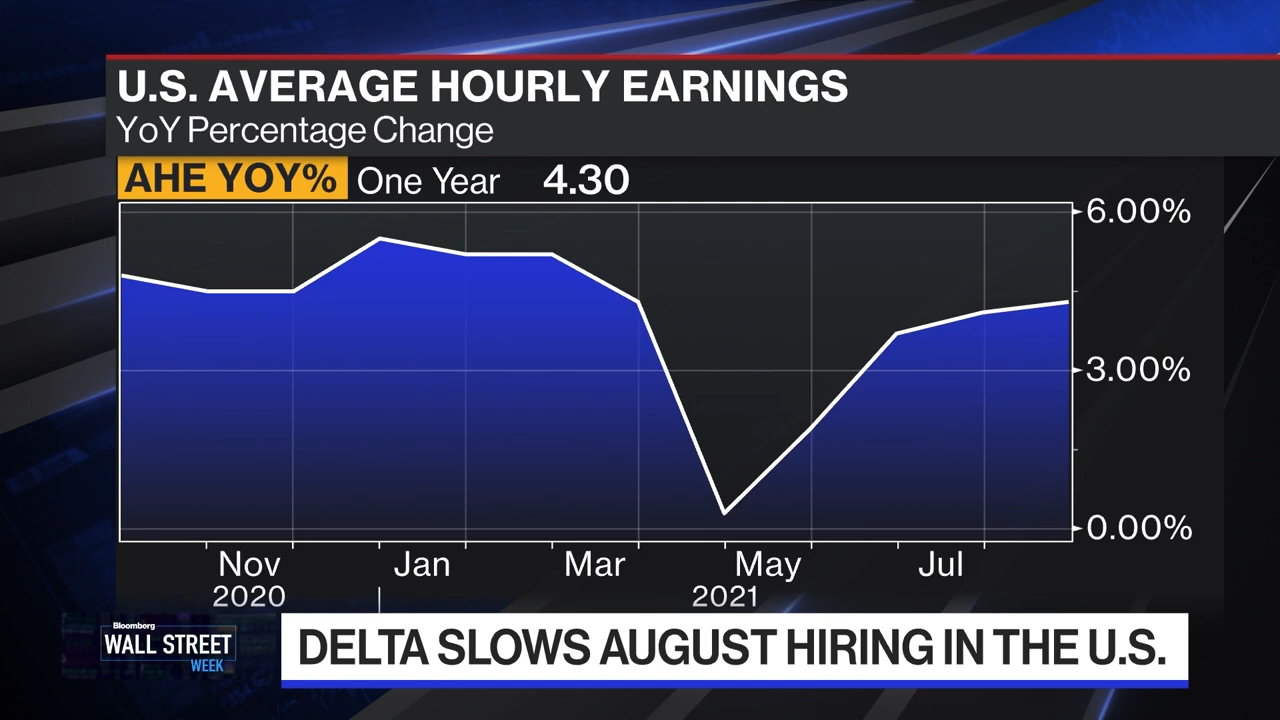 U.S. AVERAGE HOURLY EARNINGS
YoY Percentage Change
AHE YOY% One Year 4.30
6.00%
3.00%
0.00%
Nov Jan Mar May Jul
2020 2021
Bloomberg
WALL STREET
WEEK
DELTA SLOWS AUGUST HIRING IN THE U.S.